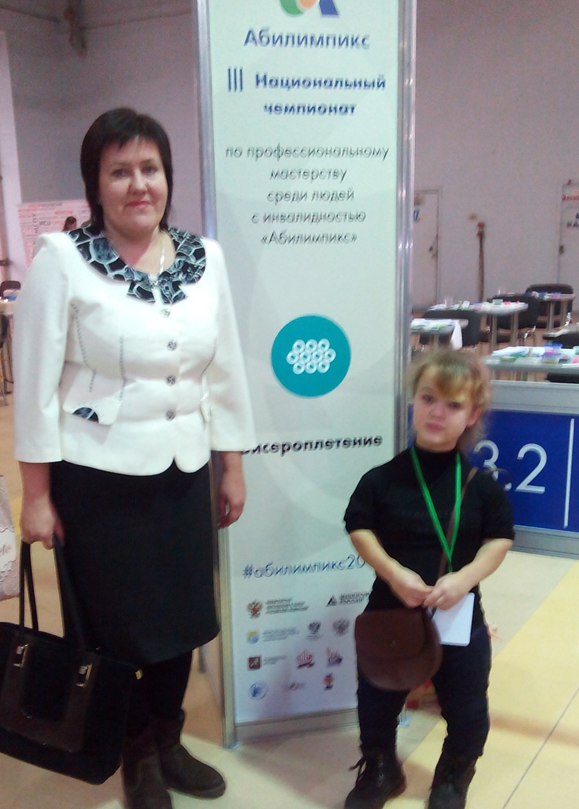 Абилимпикс
III Национальный
чемпионат
по профессиональному
мастерству
среди людей
с инвалидностью
«Абилимпикс»
бисероплетение
3.2
#абилимпикс20